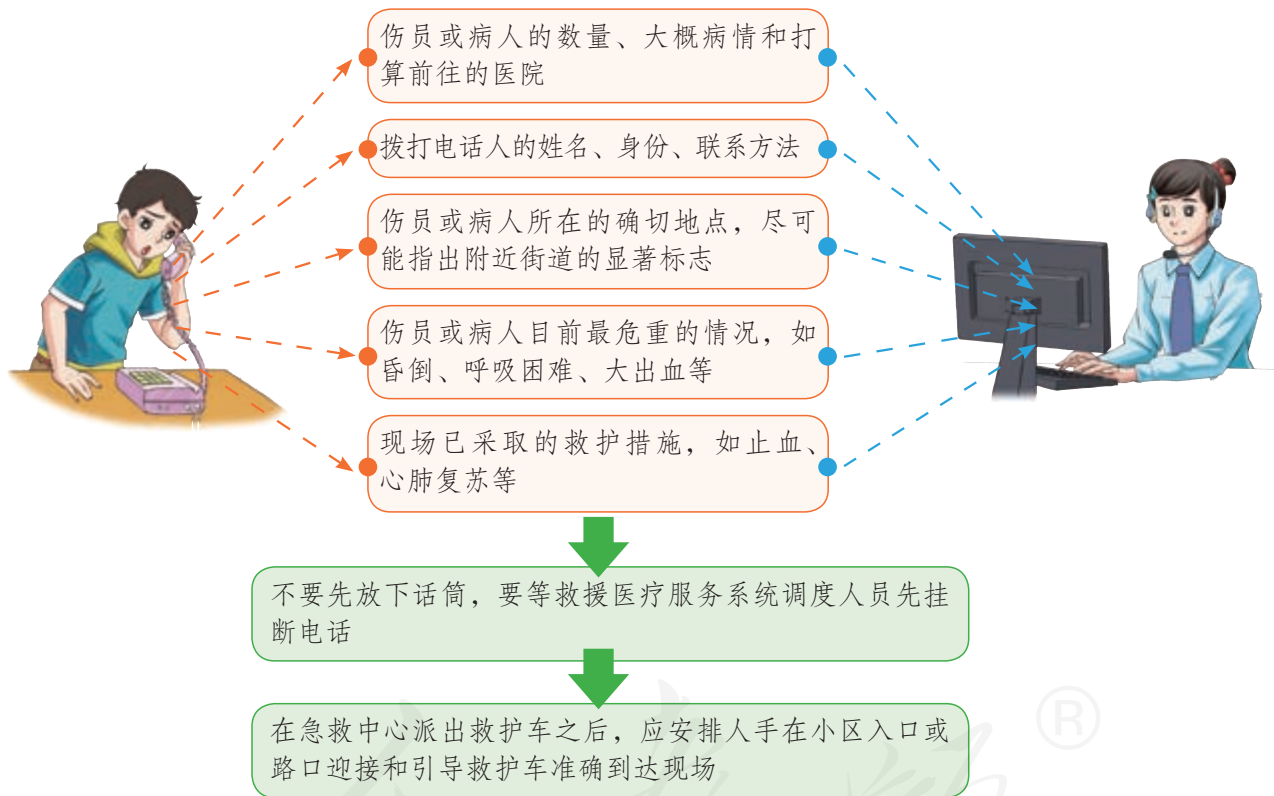 伤员或病人的数量、大概病情和打
算前往的医院
拨打电话人的姓名、身份、联系方法
伤员或病人所在的确切地点，尽可
能指出附近街道的显著标志
伤员或病人目前最危重的情况，如
昏倒、呼吸困难、大出血等
现场已采取的救护措施，如止血、
心肺复苏等
不要先放下话筒，要等救援医疗服务系统调度人员先挂
断电话
在急救中心派出救护车之后，应安排人手在小区入口或
路口迎接和引导救护车准确到达现场
®